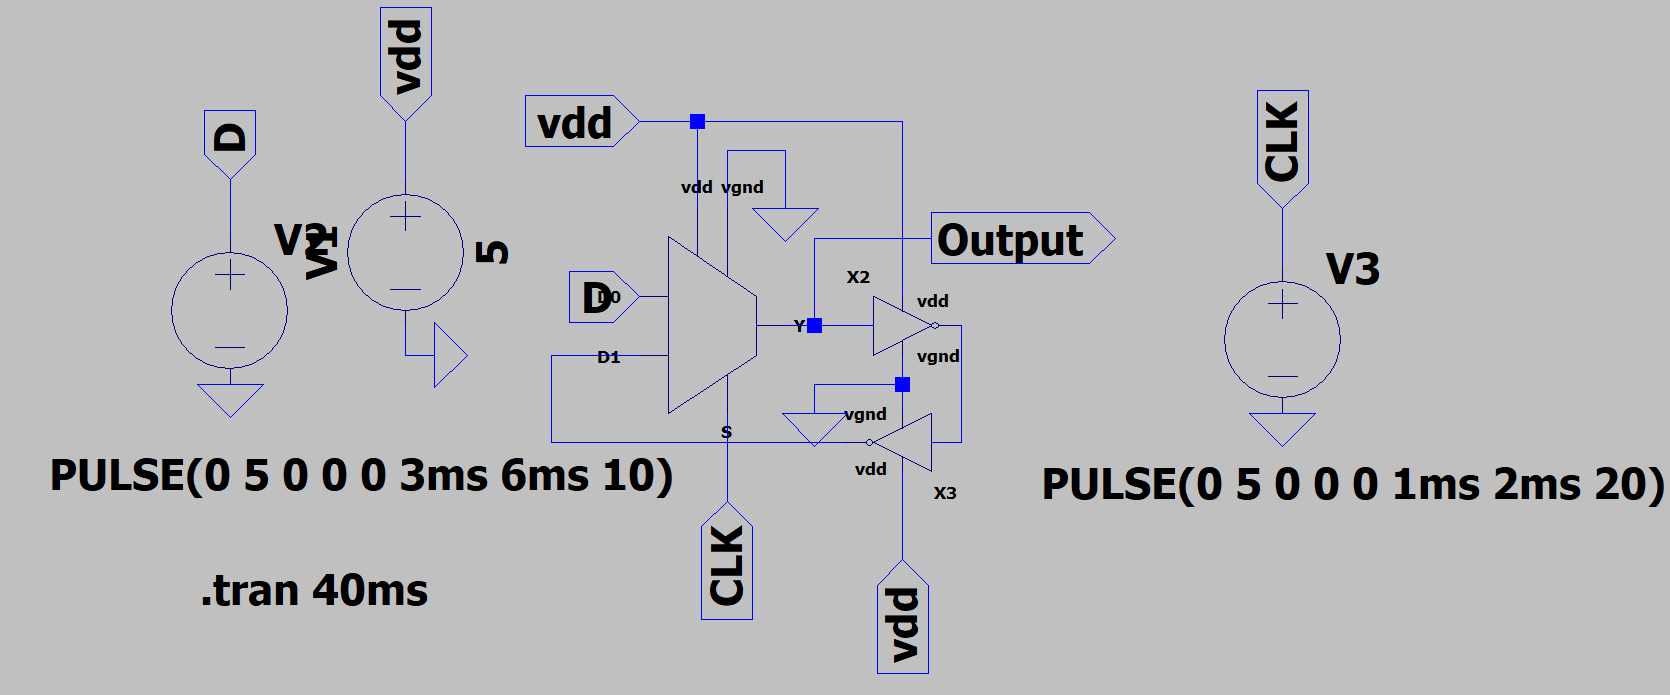 vdd
D
V2
V1
5
vdd
vdd
vgnd
D
D0
D1
Y
S
Output
X2
vdd
vgnd
vgnd
vdd
X3
CLK
V3
PULSE(0 5 0 0 0 3ms 6ms 10)
PULSE(0 5 0 0 0 1ms 2ms 20)
.tran 40ms
CLK
vdd